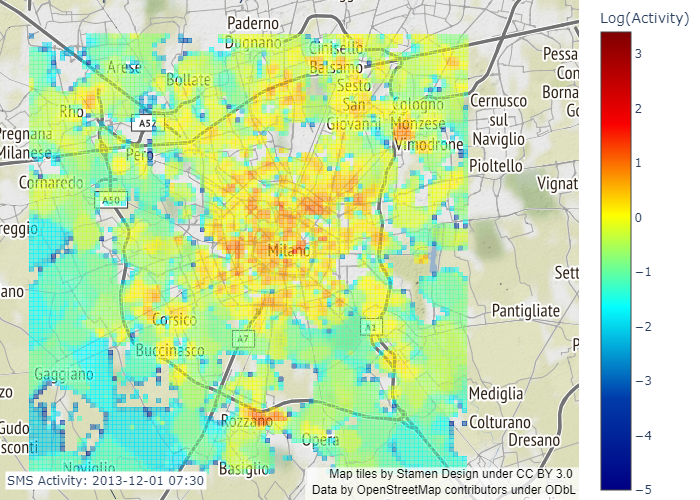 Log(Activity)
3
2
1
0
−1
−2
−3
−4
−5
Paderno
Dugnano
Cinisello
Balsamo
Arese
Bollate
Sesto
San
Giovanni
Cologno
Monzese
Vimodrone
Cernusco
sul
Naviglio
Pessa
Con
Borna
Go
Rho
A52
Pero
Pregnana
Milanese
Cornaredo
Pioltello
Vignat
A50
reggio
Milano
Sett
ano
Pantigliate
Corsico
Buccinasco
A7
A1
P
Gaggiano
zo
Mediglia
Gudo
sconti
Rozzano
Opera
Colturano
Dresano
Noviglio
Basiglio
SMS Activity: 2013-12-01 07:30
Map tiles by Stamen Design under CC BY 3.0
Data by OpenStreetMap contributors under ODbL